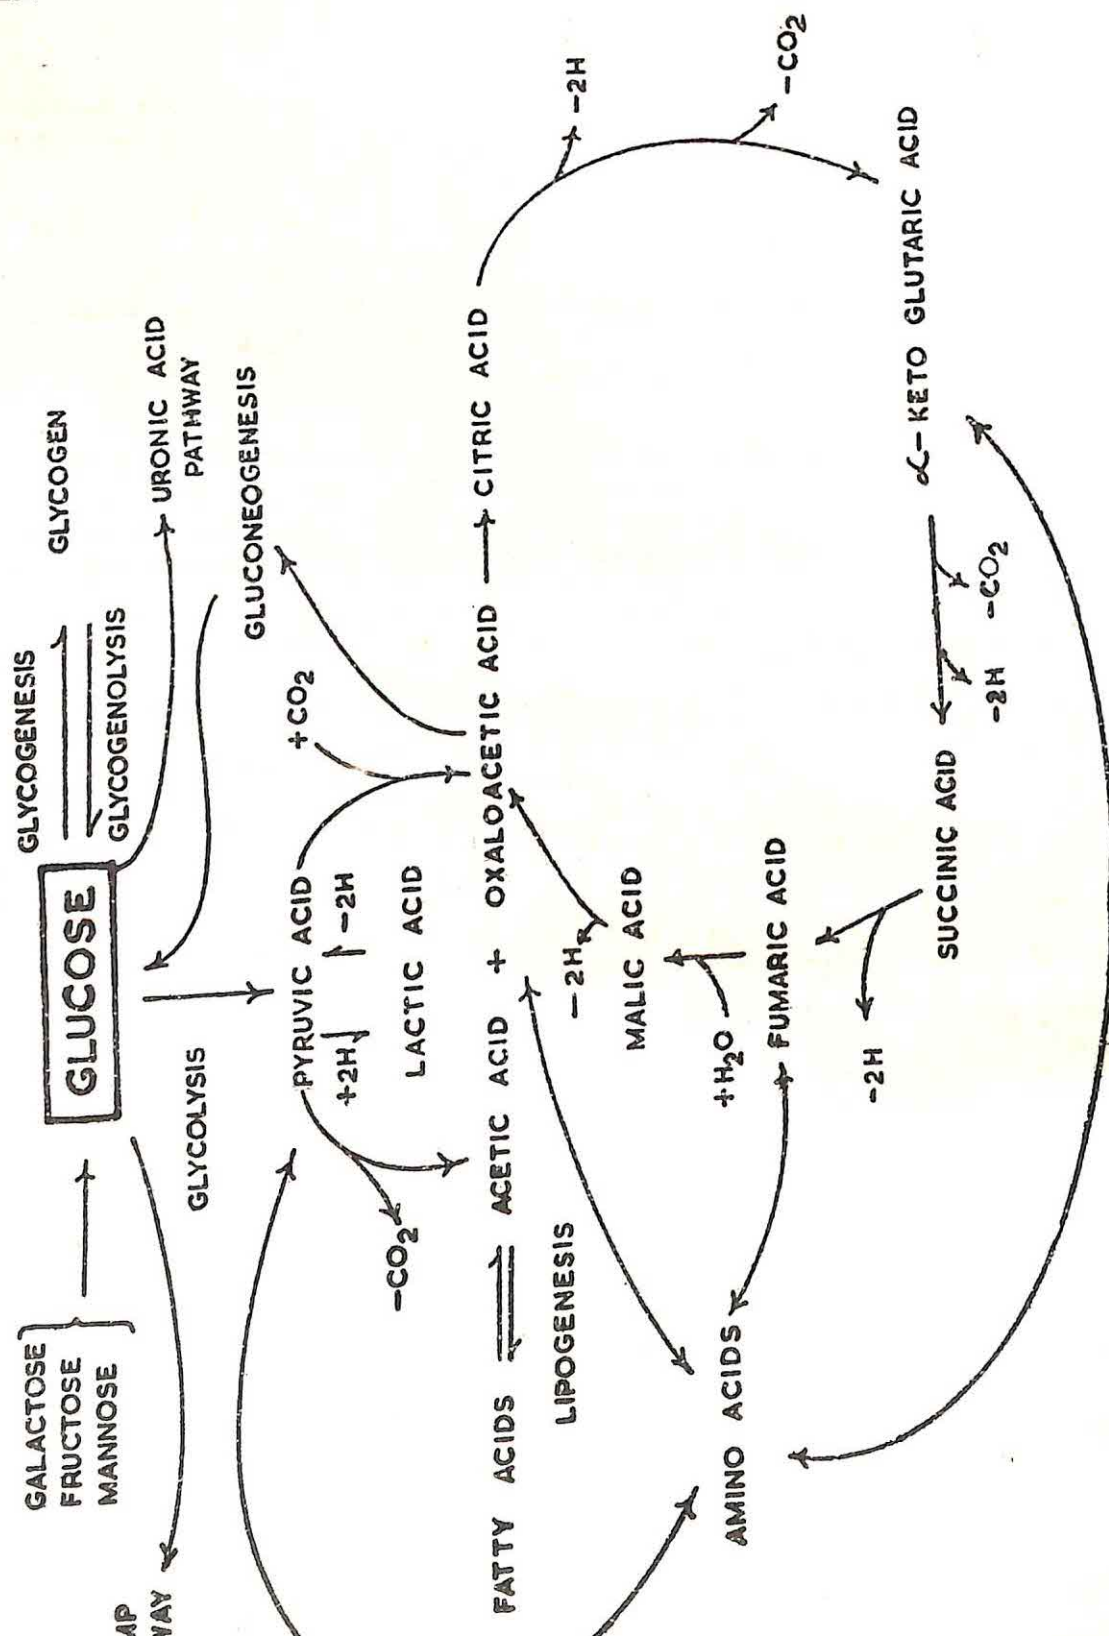 GLYCOGENESIS
GLYCOGENOLYSIS
GLYCOGEN
GALACTOSE
FRUCTOSE
MANNOSE
GLUCOSE
MP
WAY
URONIC ACID
PATHWAY
GLYCOLYSIS
GLUCONEOGENESIS
PYRUVIC ACID
+CO2
+2H
-2H
-CO2
LACTIC ACID
FATTY ACIDS
LIPOGENESIS
ACETIC ACID + OXALOACETIC ACID
CITRIC ACID
-2H
-CO2
-2H
MALIC ACID
+H2O
FUMARIC ACID
AMINO ACIDS
-2H
SUCCINIC ACID
-2H
-CO2
α-KETO GLUTARIC ACID